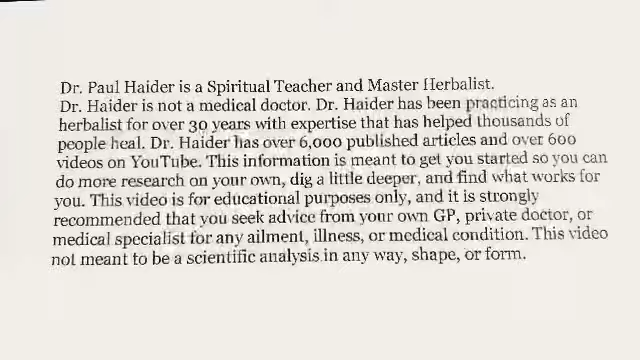 Dr. Paul Haider is a Spiritual Teacher and Master Herbalist.
Dr. Haider is not a medical doctor. Dr. Haider has been practicing as an
herbalist for over 30 years with expertise that has helped thousands of
people heal. Dr. Haider has over 6,000 published articles and over 600
videos on YouTube. This information is meant to get you started so you can
do more research on your own, dig a little deeper, and find what works for
you. This video is for educational purposes only, and it is strongly
recommended that you seek advice from your own GP, private doctor, or
medical specialist for any ailment, illness, or medical condition. This video
not meant to be a scientific analysis in any way, shape, or form.